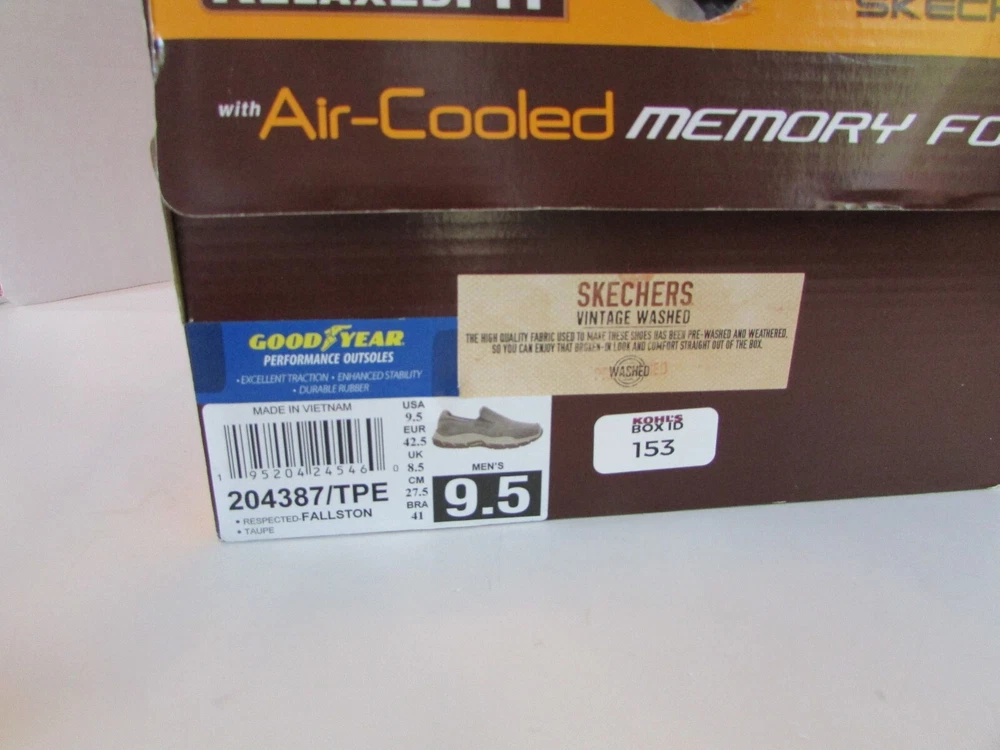 RELAXED FIT
SKECH
with Air-Cooled MEMORY FO
SKECHERS
VINTAGE WASHED
THE HIGH QUALITY FABRIC USED TO MAKE THESE SHOES HAS BEEN PRE-WASHED AND WEATHERED,
SO YOU CAN ENJOY THAT BROKEN-IN LOOK AND COMFORT STRAIGHT OUT OF THE BOX.
WASHED
GOODYEAR
PERFORMANCE OUTSOLES
• EXCELLENT TRACTION • ENHANCED STABILITY
• DURABLE RUBBER
MADE IN VIETNAM
1 95204 24546 0
204387/TPE
• RESPECTED-FALLSTON
• TAUPE
USA
9.5
EUR
42.5
UK
8.5
CM
27.5
BRA
41
MEN'S
9.5
KOHL'S
BOX ID
153